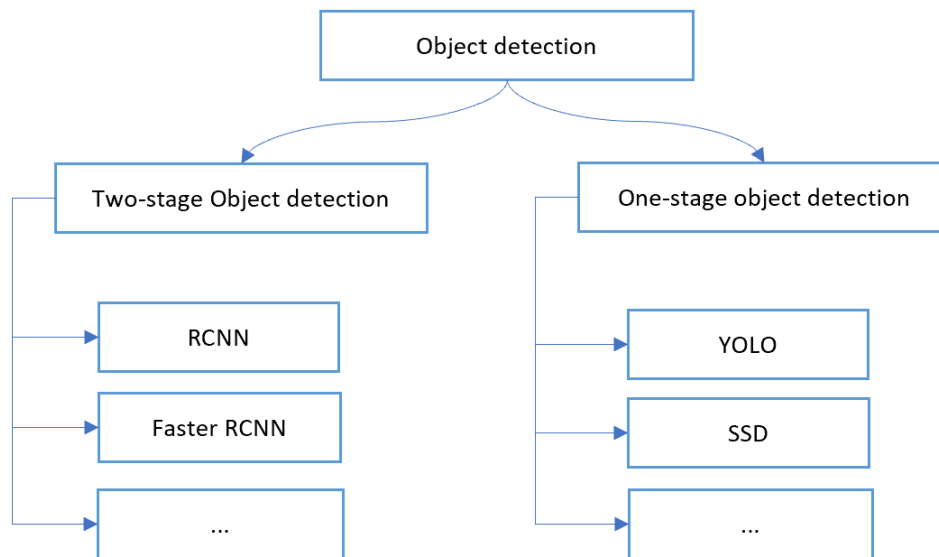 Object detection
Two-stage Object detection
One-stage object detection
RCNN
YOLO
Faster RCNN
SSD
...
...